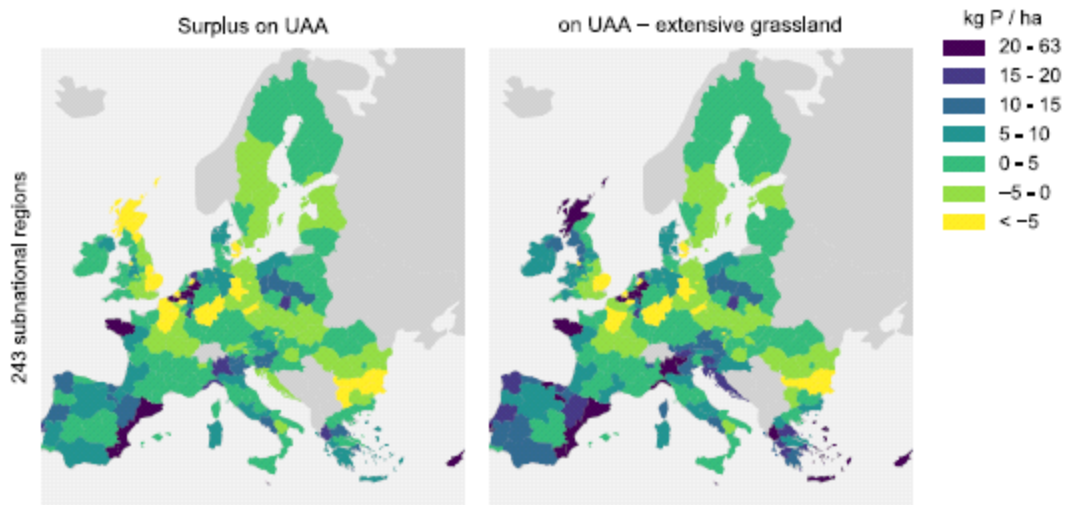 Surplus on UAA
on UAA – extensive grassland
kg P / ha
20 - 63
15 - 20
10 - 15
5 - 10
0 - 5
–5 - 0
< –5
243 subnational regions